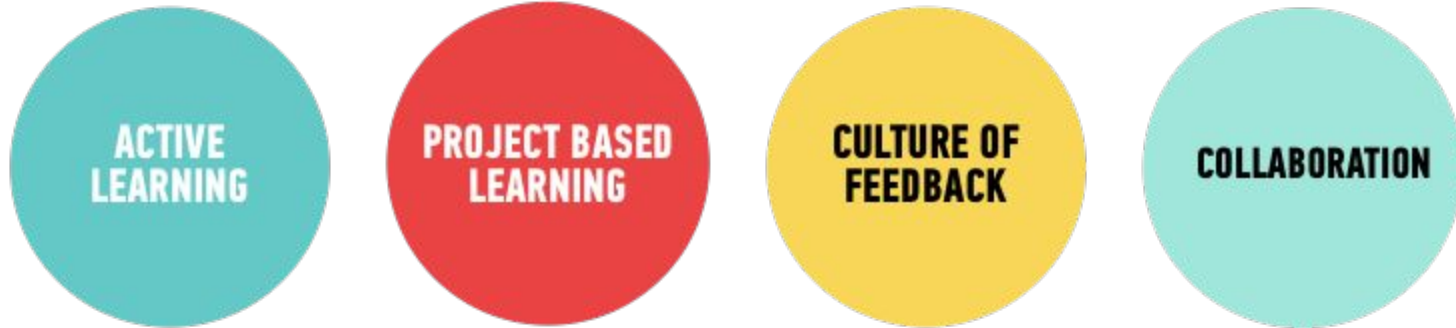 ACTIVE
LEARNING
PROJECT BASED
LEARNING
CULTURE OF
FEEDBACK
COLLABORATION